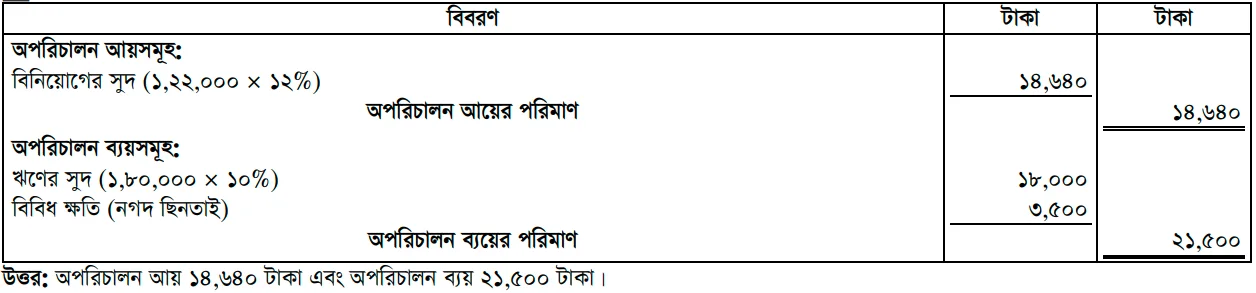 বিবরণ টাকা টাকা
অপরিচালন আয়সমূহ:
বিনিয়োগের সুদ (১,২২,০০০ × ১২%) ১৪,৬৪০
অপরিচালন আয়ের পরিমাণ ১৪,৬৪০
অপরিচালন ব্যয়সমূহ:
ঋণের সুদ (১,৮০,০০০ × ১০%) ১৮,০০০
বিবিধ ক্ষতি (নগদ ছিনতাই) ৩,৫০০
অপরিচালন ব্যয়ের পরিমাণ ২১,৫০০
উত্তর: অপরিচালন আয় ১৪,৬৪০ টাকা এবং অপরিচালন ব্যয় ২১,৫০০ টাকা।